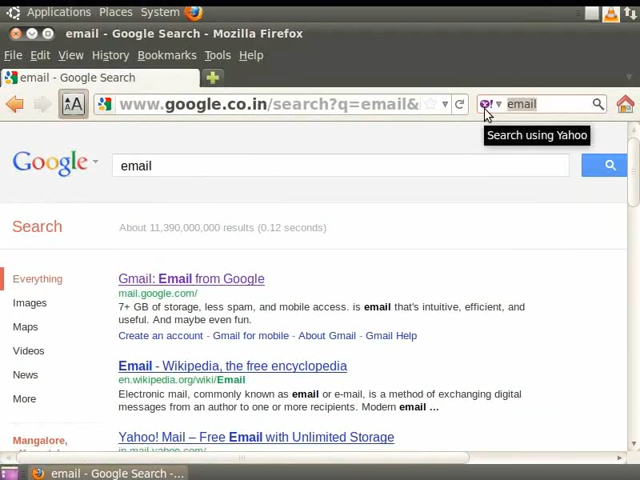 Applications Places System
email - Google Search - Mozilla Firefox
File Edit View History Bookmarks Tools Help
email - Google Search
AA www.google.co.in/search?q=email& Y! email
Search using Yahoo
Google email
Search About 11,390,000,000 results (0.12 seconds)
Everything
Images
Maps
Videos
News
More
Mangalore,
Gmail: Email from Google
mail.google.com/
7+ GB of storage, less spam, and mobile access. is email that's intuitive, efficient, and
useful. And maybe even fun.
Create an account - Gmail for mobile - About Gmail - Gmail Help
Email - Wikipedia, the free encyclopedia
en.wikipedia.org/wiki/Email
Electronic mail, commonly known as email or e-mail, is a method of exchanging digital
messages from an author to one or more recipients. Modern email ...
Yahoo! Mail – Free Email with Unlimited Storage
in.mail.yahoo.com/
email - Google Search -...